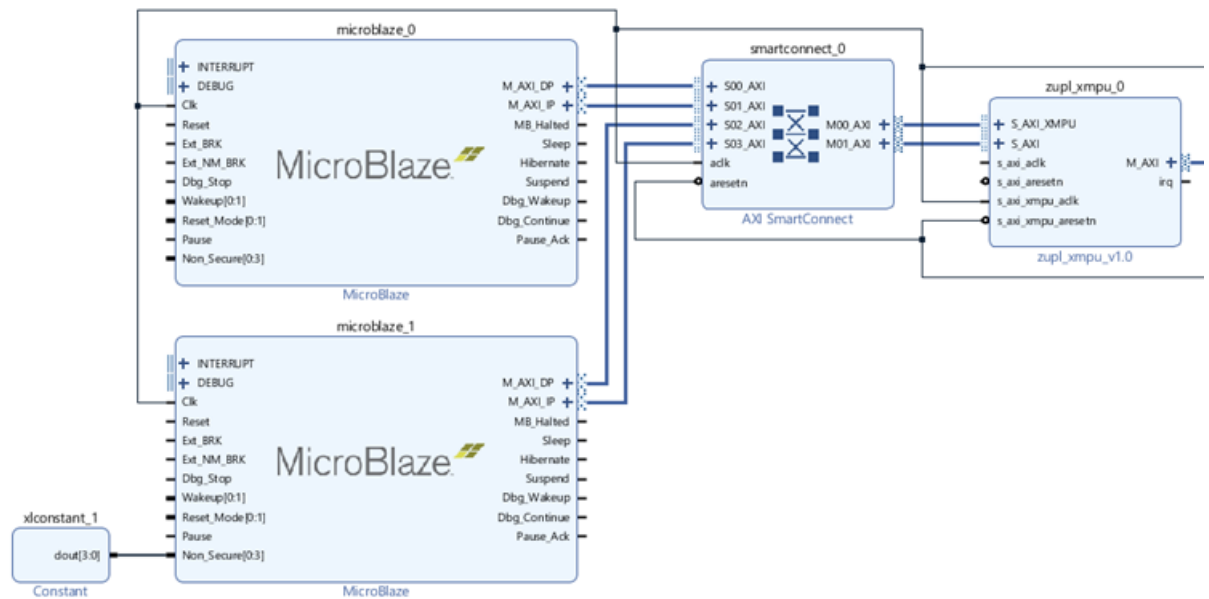 microblaze_0
INTERRUPT
DEBUG
Clk
Reset
Ext_BRK
Ext_NM_BRK
Dbg_Stop
Wakeup[0:1]
Reset_Mode[0:1]
Pause
Non_Secure[0:3]
MicroBlaze
M_AXI_DP
M_AXI_IP
MB_Halted
Sleep
Hibernate
Suspend
Dbg_Wakeup
Dbg_Continue
Pause_Ack
MicroBlaze
smartconnect_0
S00_AXI
S01_AXI
S02_AXI
S03_AXI
aclk
aresetn
M00_AXI
M01_AXI
AXI SmartConnect
zupl_xmpu_0
S_AXI_XMPU
S_AXI
s_axi_aclk
s_axi_aresetn
s_axi_xmpu_aclk
s_axi_xmpu_aresetn
M_AXI
irq
zupl_xmpu_v1.0
microblaze_1
INTERRUPT
DEBUG
Clk
Reset
Ext_BRK
Ext_NM_BRK
Dbg_Stop
Wakeup[0:1]
Reset_Mode[0:1]
Pause
Non_Secure[0:3]
MicroBlaze
M_AXI_DP
M_AXI_IP
MB_Halted
Sleep
Hibernate
Suspend
Dbg_Wakeup
Dbg_Continue
Pause_Ack
MicroBlaze
xlconstant_1
dout[3:0]
Constant